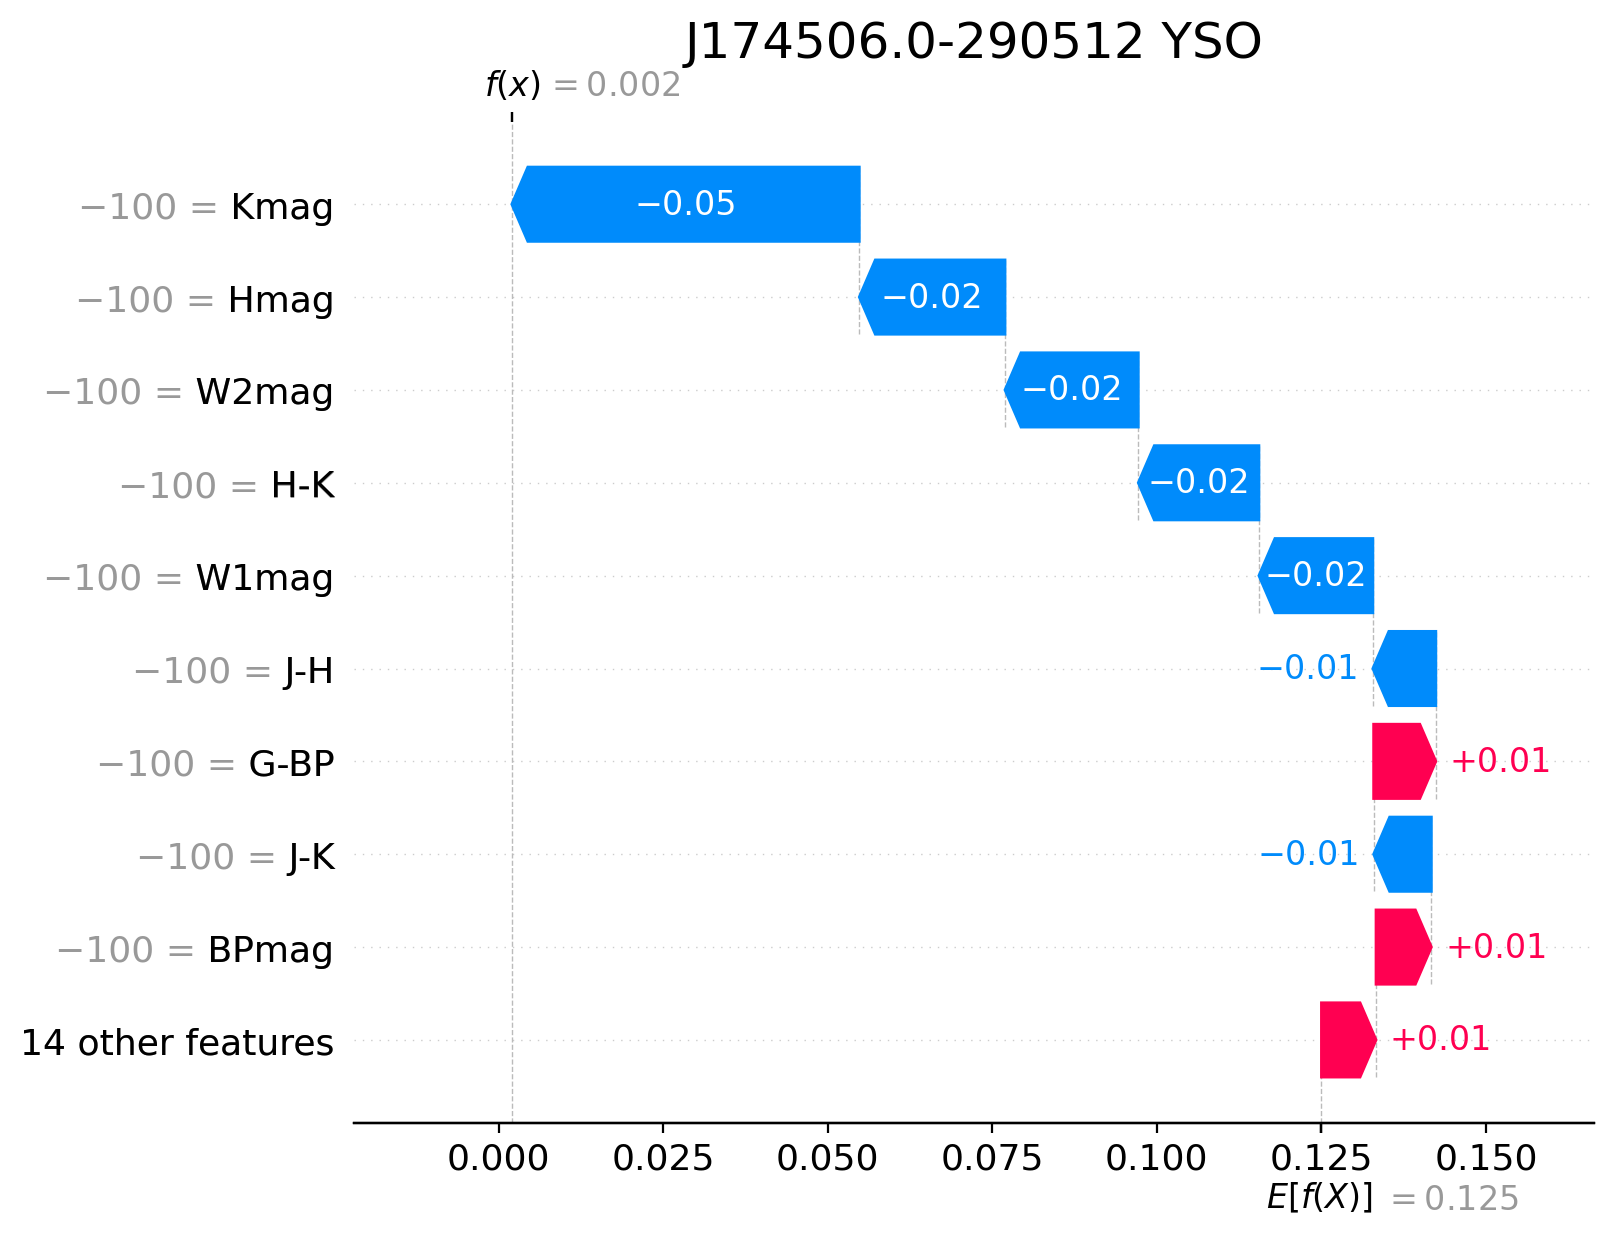 J174506.0-290512 YSO
f(x) = 0.002
−100 = Kmag
−0.05
−100 = Hmag
−0.02
−100 = W2mag
−0.02
−100 = H-K
−0.02
−100 = W1mag
−0.02
−100 = J-H
−0.01
−100 = G-BP
+0.01
−100 = J-K
−0.01
−100 = BPmag
+0.01
14 other features
+0.01
0.000 0.025 0.050 0.075 0.100 0.125 0.150
E[f(X)] = 0.125